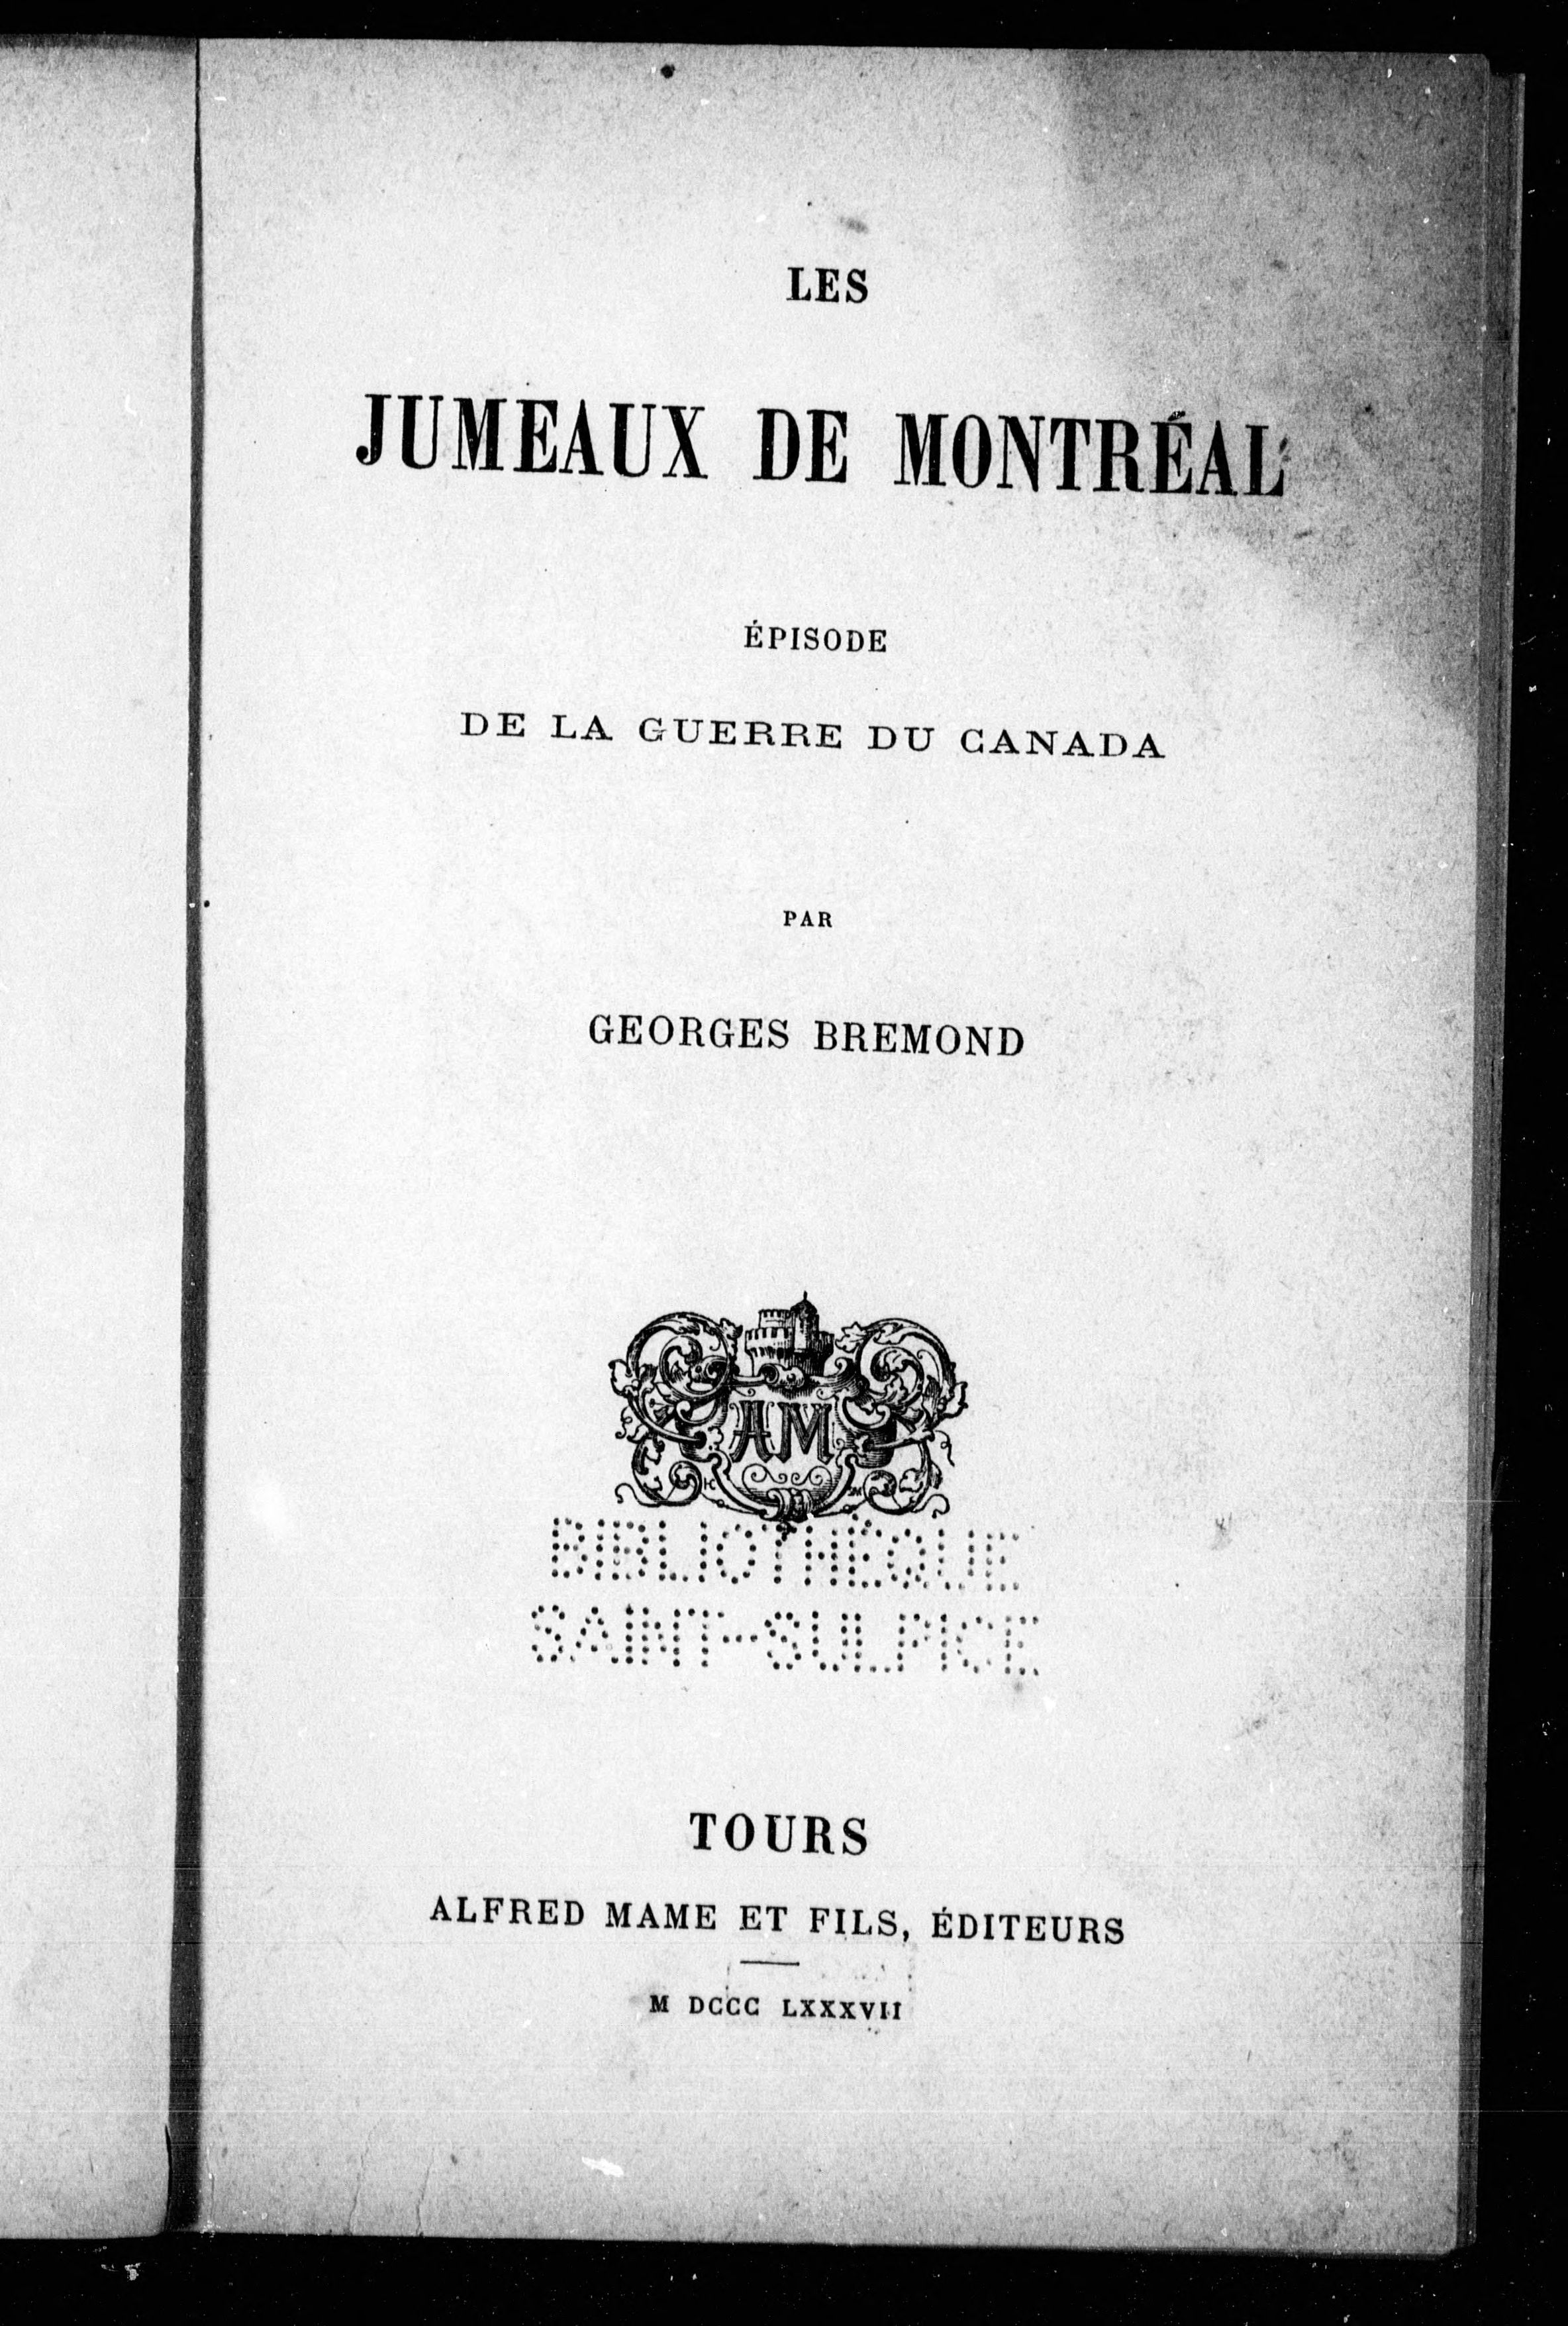 LES
JUMEAUX DE MONTRÉAL
ÉPISODE
DE LA GUERRE DU CANADA
PAR
GEORGES BREMOND
AM
BIBLIOTHÈQUE
SAINT-SULPICE
TOURS
ALFRED MAME ET FILS, ÉDITEURS
M DCCC LXXXVII